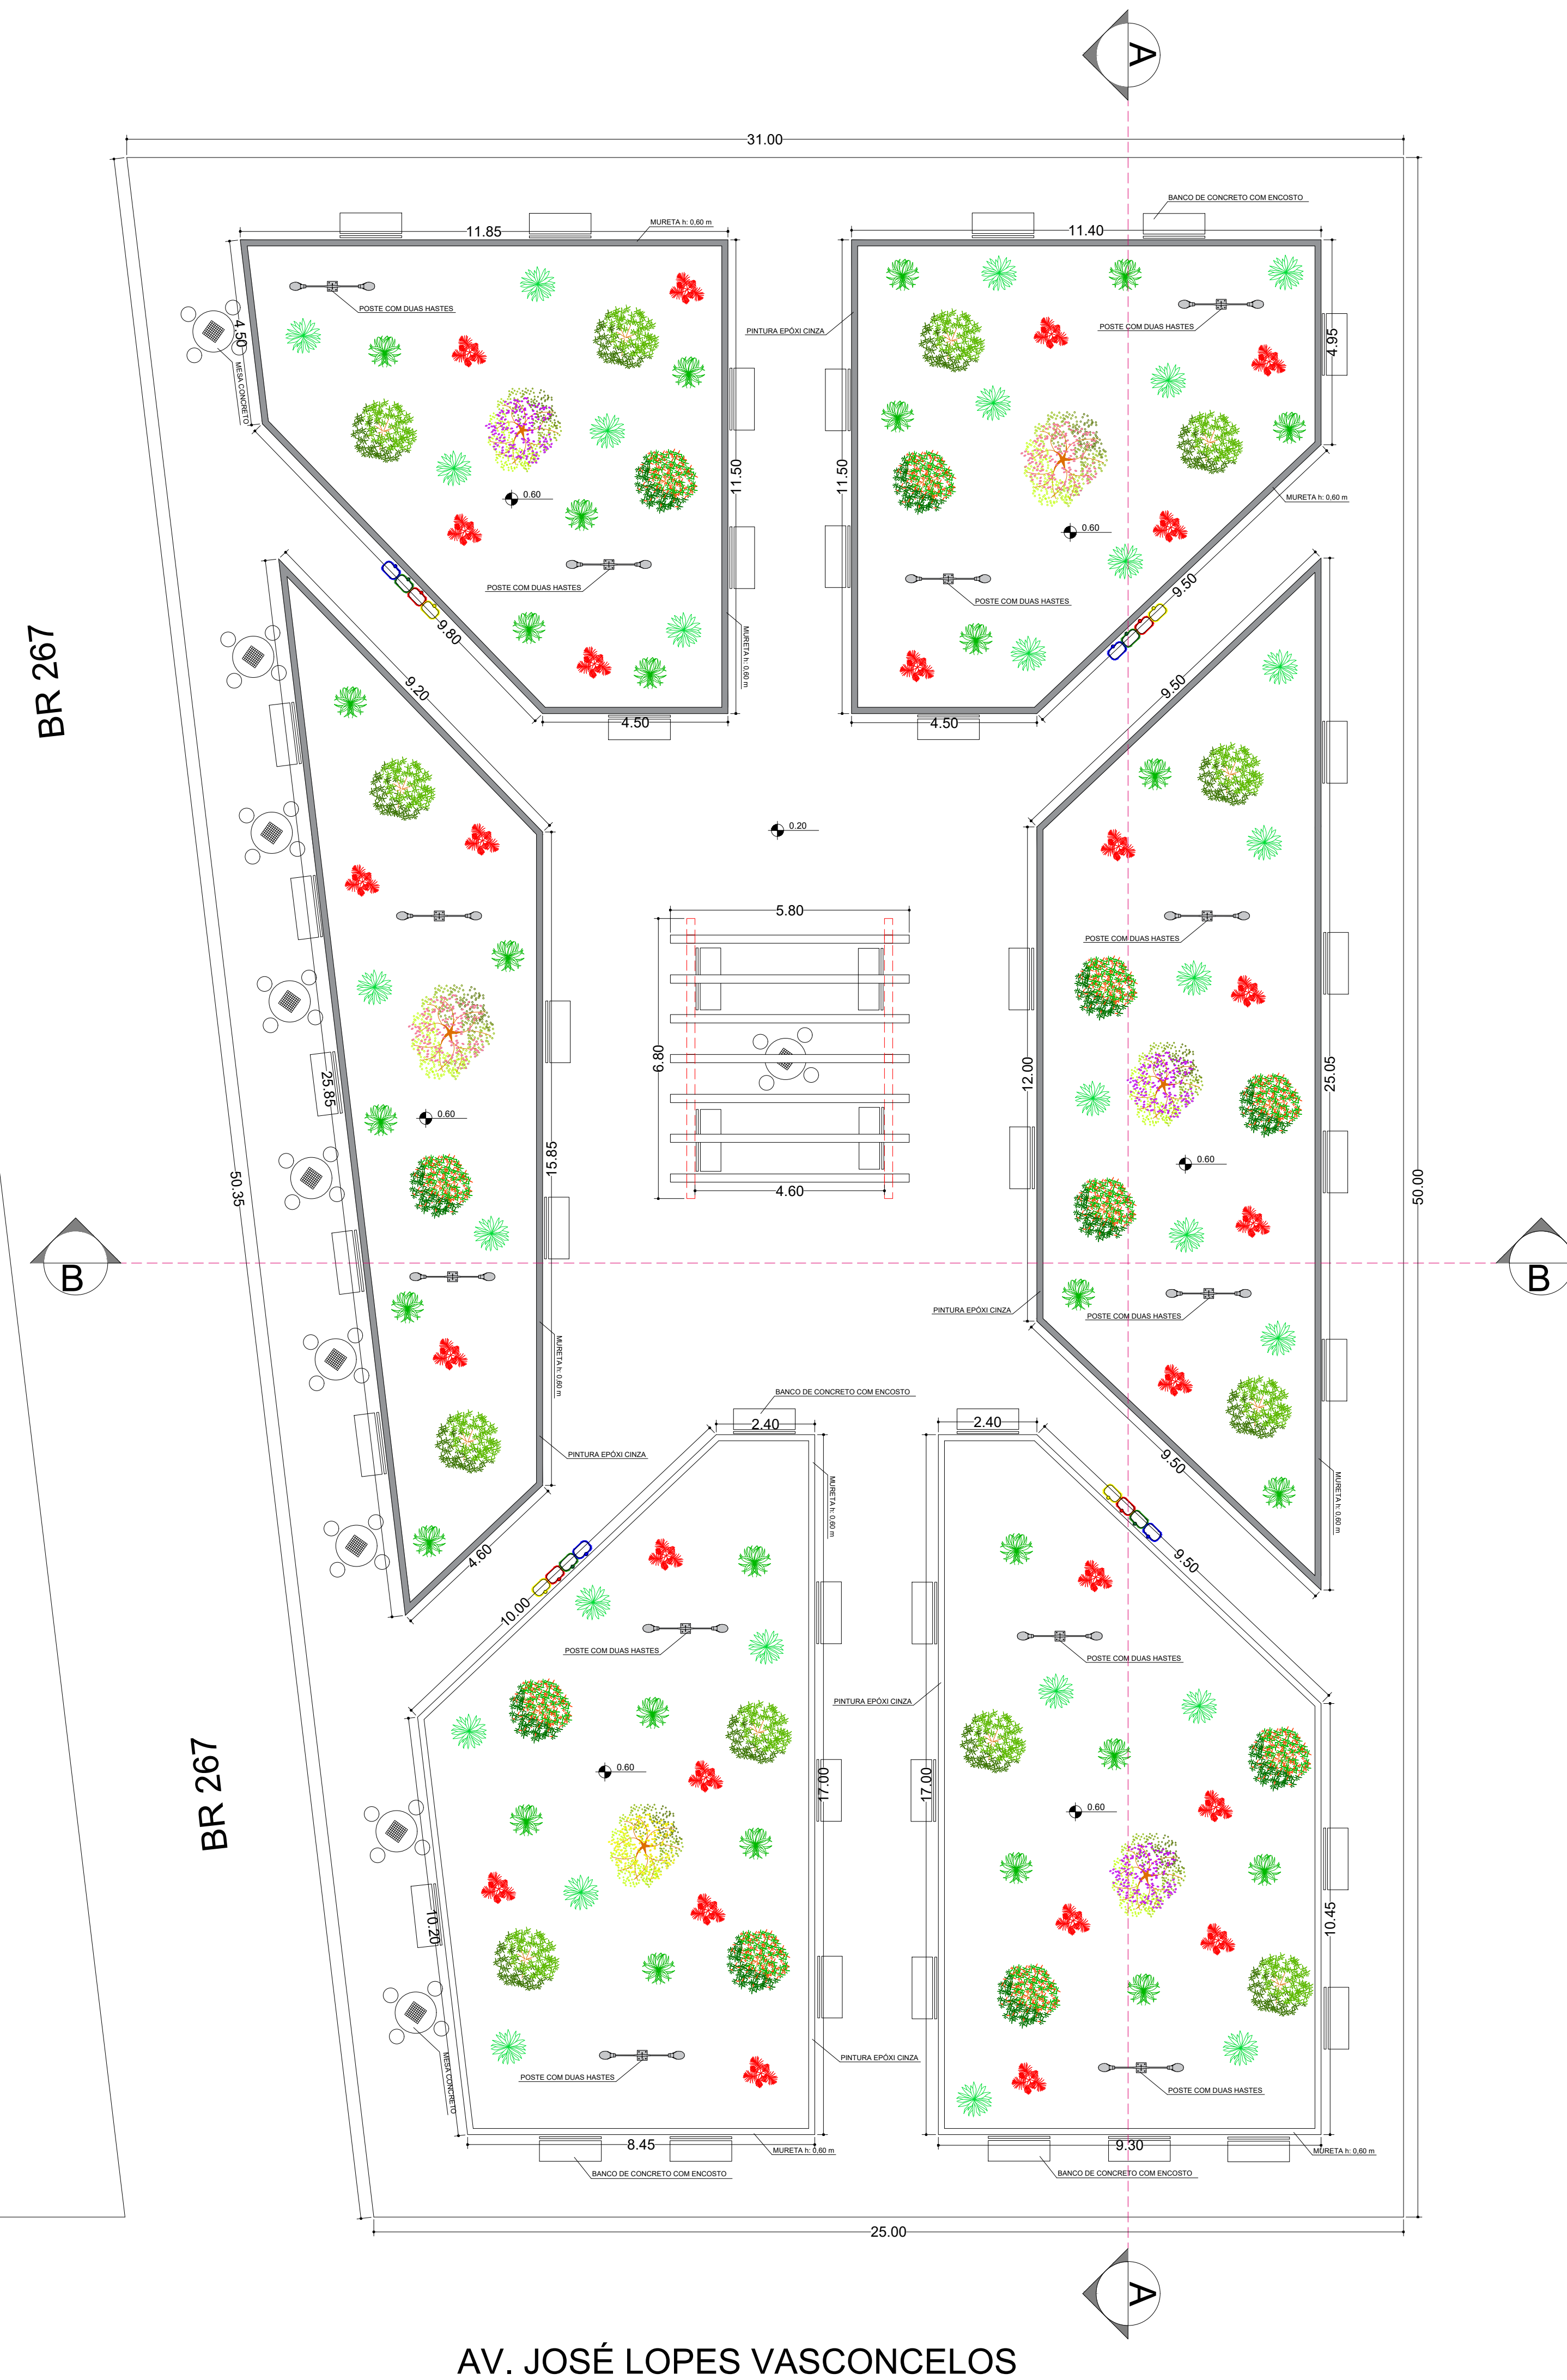 A
31.00
BANCO DE CONCRETO COM ENCOSTO
MURETA h: 0,60 m
11.85
11.40
POSTE COM DUAS HASTES
POSTE COM DUAS HASTES
PINTURA EPÓXI CINZA
4.50
4.95
MESA CONCRETO
11.50
11.50
0.60
MURETA h: 0,60 m
0.60
POSTE COM DUAS HASTES
POSTE COM DUAS HASTES
9.50
9.80
MURETA h: 0,60 m
BR 267
9.20
9.50
4.50
4.50
0.20
5.80
POSTE COM DUAS HASTES
6.80
12.00
25.05
25.85
0.60
15.85
0.60
50.35
4.60
50.00
B
B
PINTURA EPÓXI CINZA
POSTE COM DUAS HASTES
MURETA h: 0.60 m
BANCO DE CONCRETO COM ENCOSTO
2.40
2.40
PINTURA EPÓXI CINZA
9.50
MURETA h: 0,60 m
MURETA h: 0.60 m
4.60
9.50
10.00
POSTE COM DUAS HASTES
POSTE COM DUAS HASTES
PINTURA EPÓXI CINZA
BR 267
0.60
17.00
17.00
0.60
10.20
10.45
MESA CONCRETO
PINTURA EPÓXI CINZA
POSTE COM DUAS HASTES
POSTE COM DUAS HASTES
8.45
9.30
MURETA h: 0,60 m
MURETA h: 0,60 m
BANCO DE CONCRETO COM ENCOSTO
BANCO DE CONCRETO COM ENCOSTO
25.00
A
AV. JOSÉ LOPES VASCONCELOS